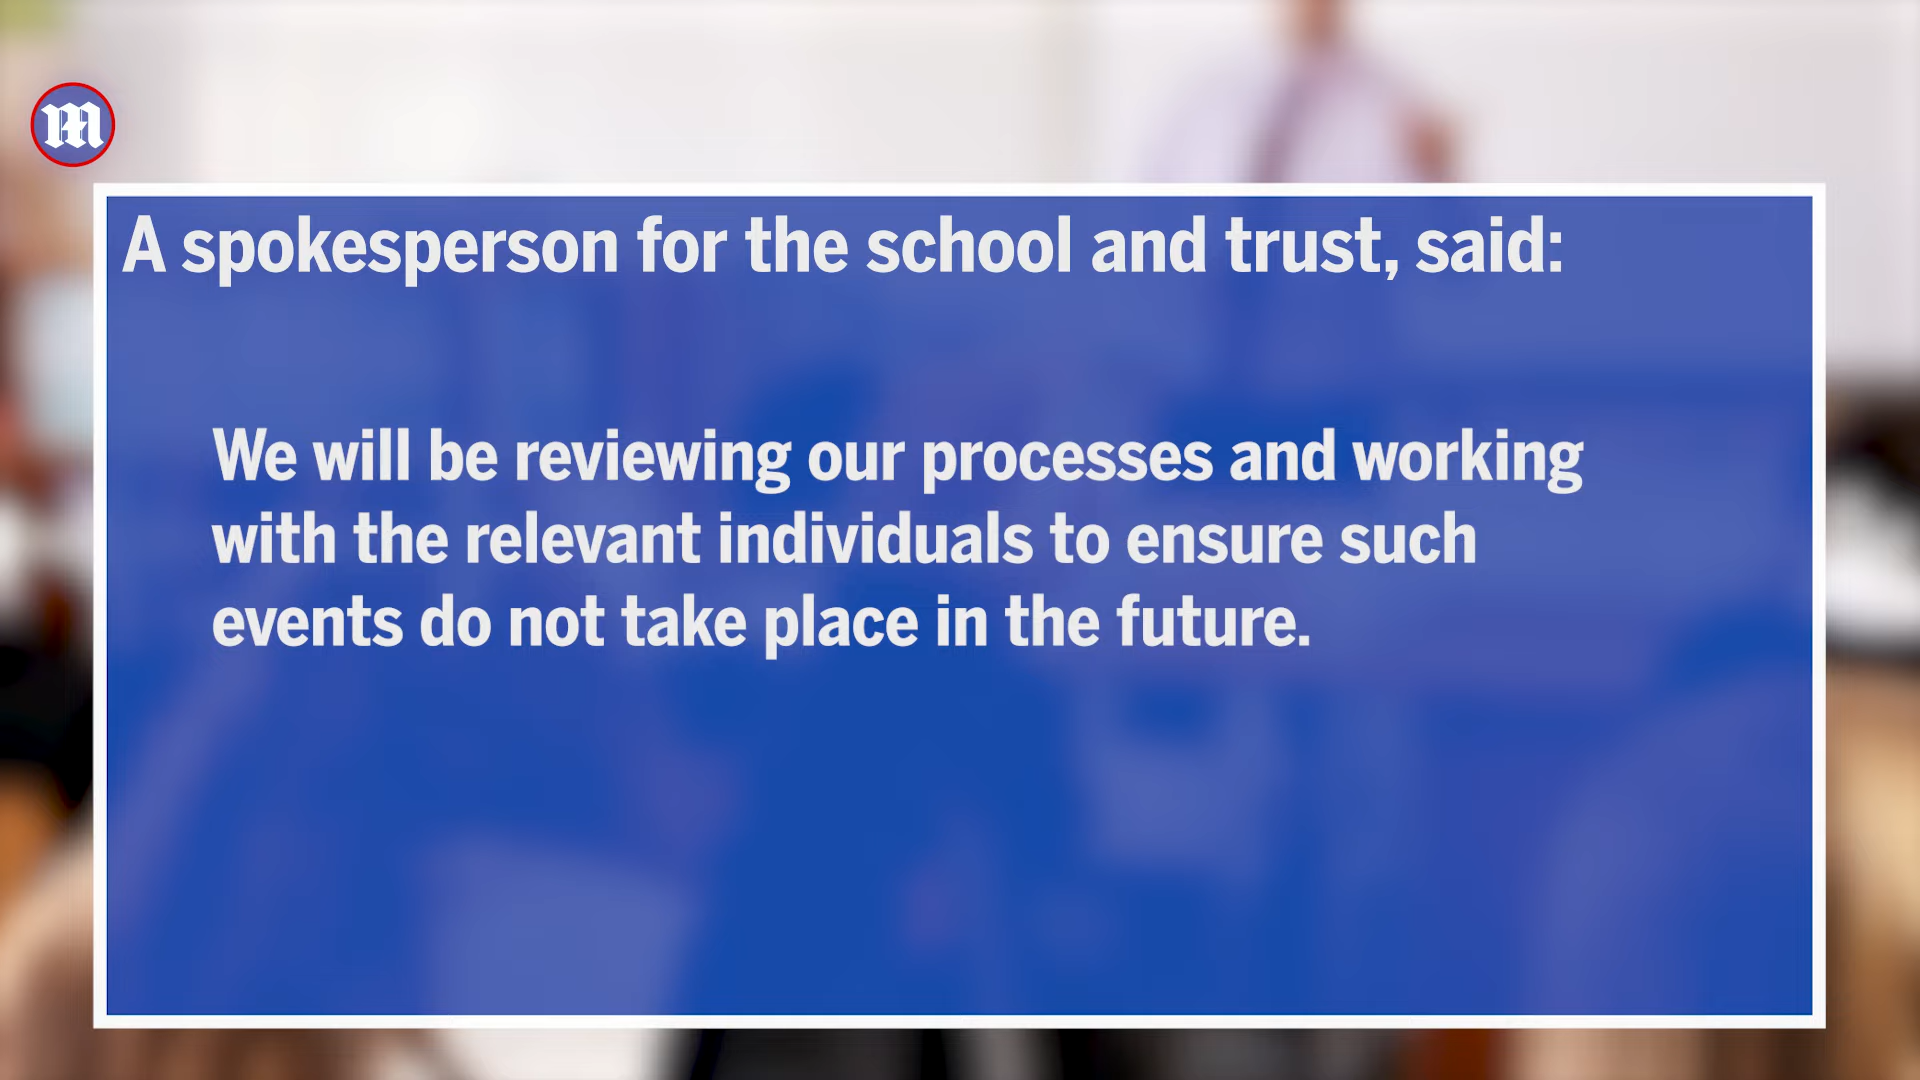 m
A spokesperson for the school and trust, said:
We will be reviewing our processes and working
with the relevant individuals to ensure such
events do not take place in the future.